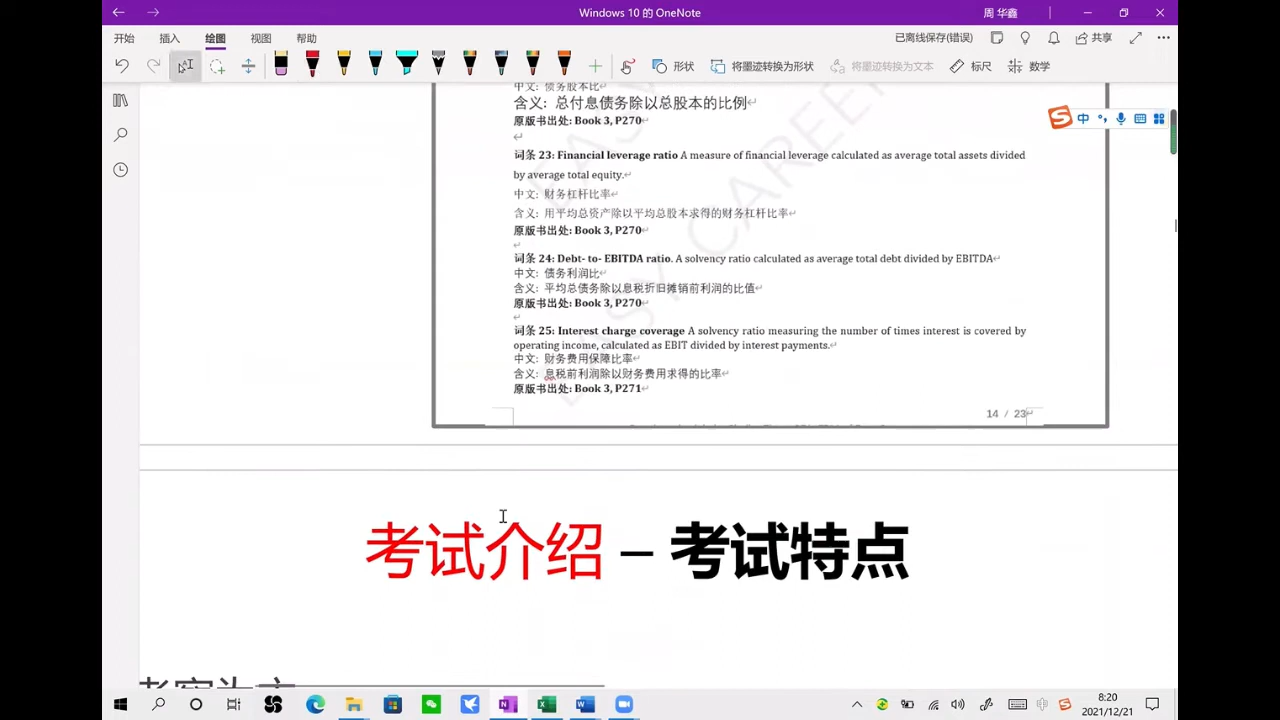 Windows 10 的 OneNote
周 华鑫
开始 插入 绘图 视图 帮助
已离线保存(错误)
共享
形状
将墨迹转换为形状
将墨迹转换为文本
标尺
数学
中
中文: 债务股本比
含义: 总付息债务除以总股本的比例
原版书出处: Book 3, P270
词条 23: Financial leverage ratio A measure of financial leverage calculated as average total assets divided
by average total equity.
中文: 财务杠杆比率
含义: 用平均总资产除以平均总股本求得的财务杠杆比率
原版书出处: Book 3, P270
词条 24: Debt- to- EBITDA ratio. A solvency ratio calculated as average total debt divided by EBITDA
中文: 债务利润比
含义: 平均总债务除以息税折旧摊销前利润的比值
原版书出处: Book 3, P270
词条 25: Interest charge coverage A solvency ratio measuring the number of times interest is covered by
operating income, calculated as EBIT divided by interest payments.
中文: 财务费用保障比率
含义: 息税前利润除以财务费用求得的比率
原版书出处: Book 3, P271
14 / 23
EASY CAREER
考试介绍 – 考试特点
8:20
2021/12/21